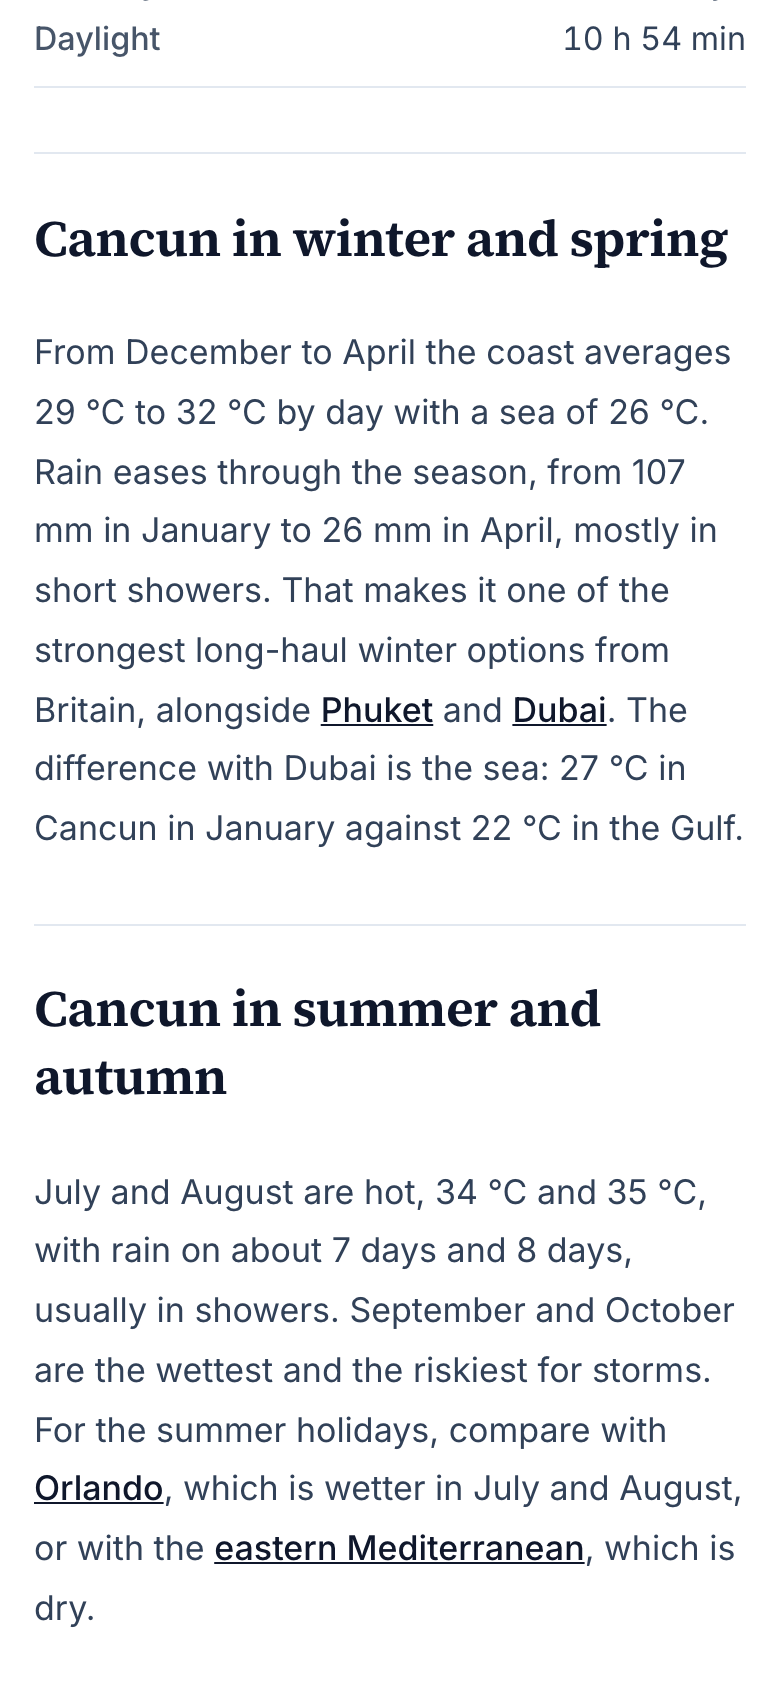 Daylight 10 h 54 min
Cancun in winter and spring
From December to April the coast averages
29 °C to 32 °C by day with a sea of 26 °C.
Rain eases through the season, from 107
mm in January to 26 mm in April, mostly in
short showers. That makes it one of the
strongest long-haul winter options from
Britain, alongside Phuket and Dubai. The
difference with Dubai is the sea: 27 °C in
Cancun in January against 22 °C in the Gulf.
Cancun in summer and
autumn
July and August are hot, 34 °C and 35 °C,
with rain on about 7 days and 8 days,
usually in showers. September and October
are the wettest and the riskiest for storms.
For the summer holidays, compare with
Orlando, which is wetter in July and August,
or with the eastern Mediterranean, which is
dry.